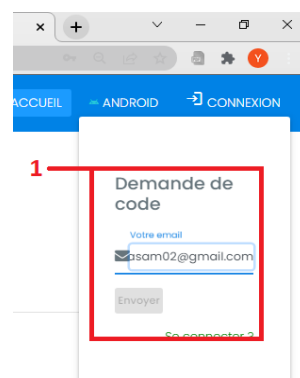 Y
ACCUEIL ANDROID CONNEXION
1
Demande de
code
Votre email
asam02@gmail.com
Envoyer
Se connecter ?